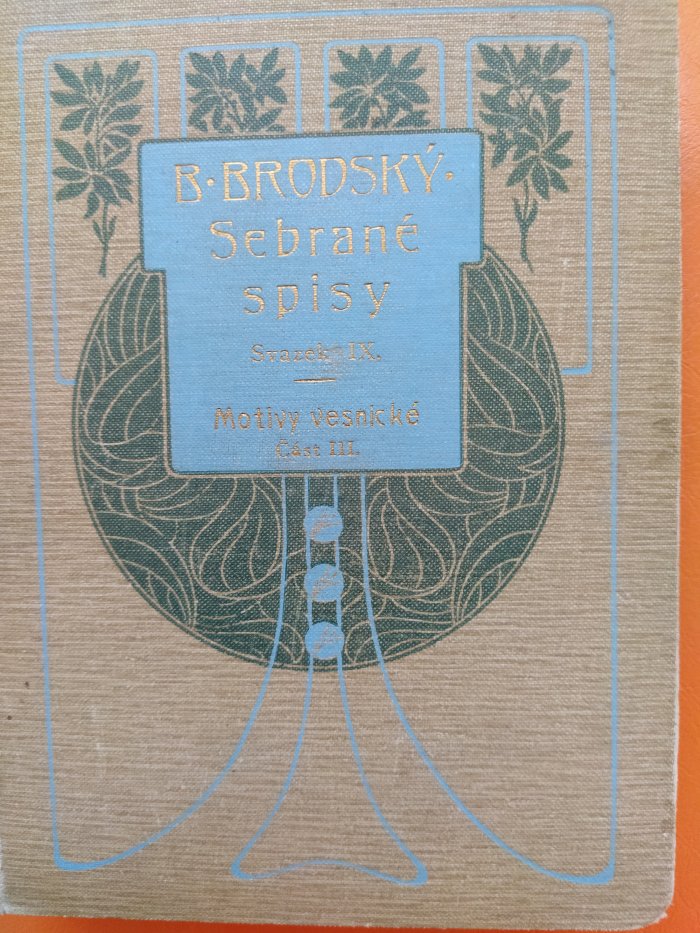 B·BRODSKÝ·
Sebrané
spisy
Svazek IX.
Motivy vesnické
Část III.